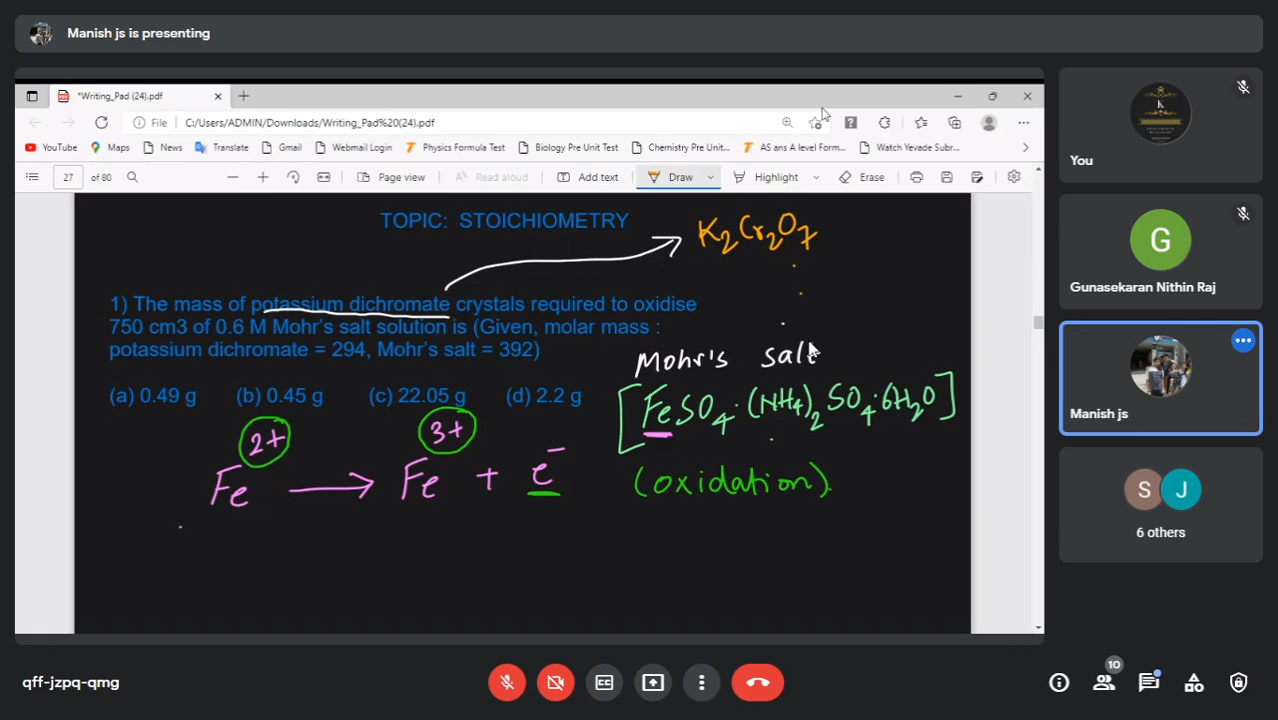 Manish js is presenting
*Writing_Pad (24).pdf
File C:/Users/ADMIN/Downloads/Writing_Pad%20(24).pdf
YouTube Maps News Translate Gmail Webmail Login Physics Formula Test Biology Pre Unit Test Chemistry Pre Unit... AS ans A level Form... Watch Yevade Subr...
27 of 80 Page view Read aloud Add text Draw Highlight Erase
TOPIC: STOICHIOMETRY
K2Cr2O7
1) The mass of potassium dichromate crystals required to oxidise
750 cm3 of 0.6 M Mohr's salt solution is (Given, molar mass :
potassium dichromate = 294, Mohr's salt = 392)
Mohr's salt
(a) 0.49 g (b) 0.45 g (c) 22.05 g (d) 2.2 g
[FeSO4·(NH4)2SO4·6H2O]
Fe2+ → Fe3+ + e− (oxidation).
K
You
G
Gunasekaran Nithin Raj
Manish js
S J
6 others
qff-jzpq-qmg
10